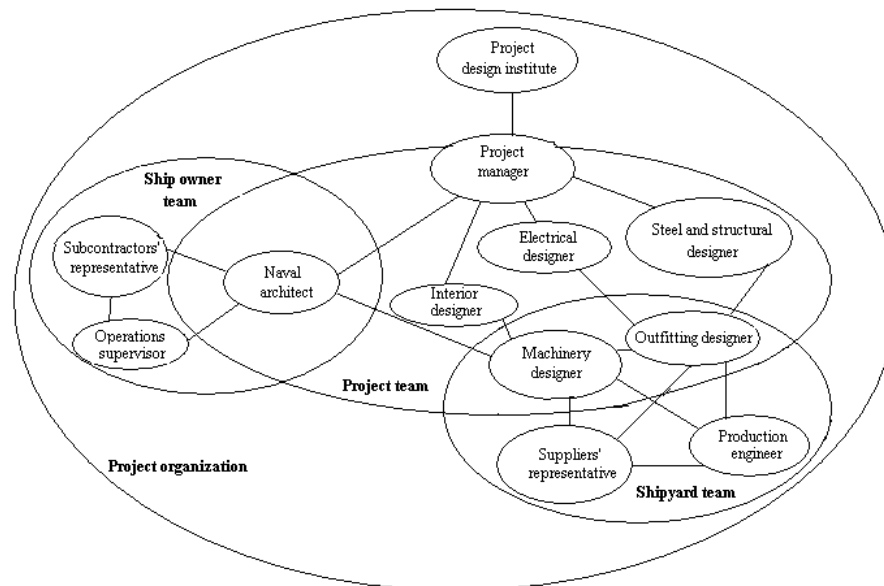 Project
design institute
Project
manager
Ship owner
team
Subcontractors'
representative
Naval
architect
Electrical
designer
Steel and structural
designer
Interior
designer
Operations
supervisor
Outfitting designer
Machinery
designer
Project team
Production
engineer
Suppliers'
representative
Project organization
Shipyard team